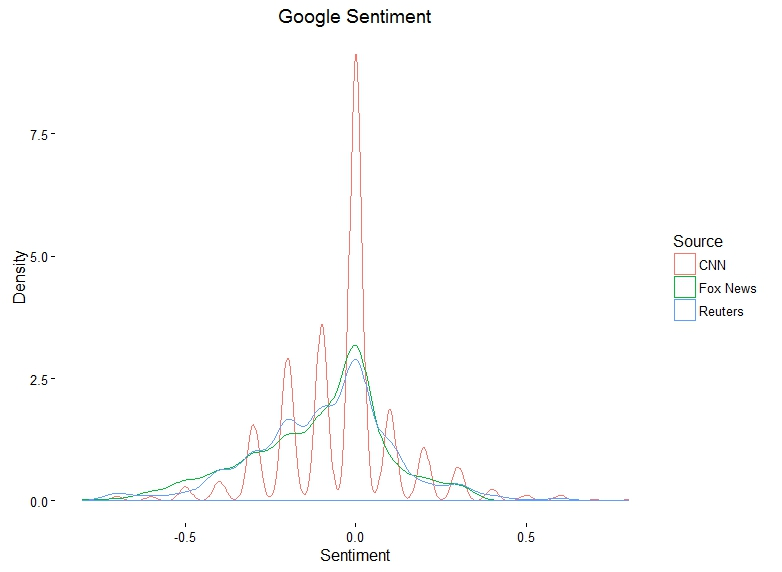 Google Sentiment
7.5
5.0
2.5
0.0
Density
-0.5 0.0 0.5
Sentiment
Source
CNN
Fox News
Reuters